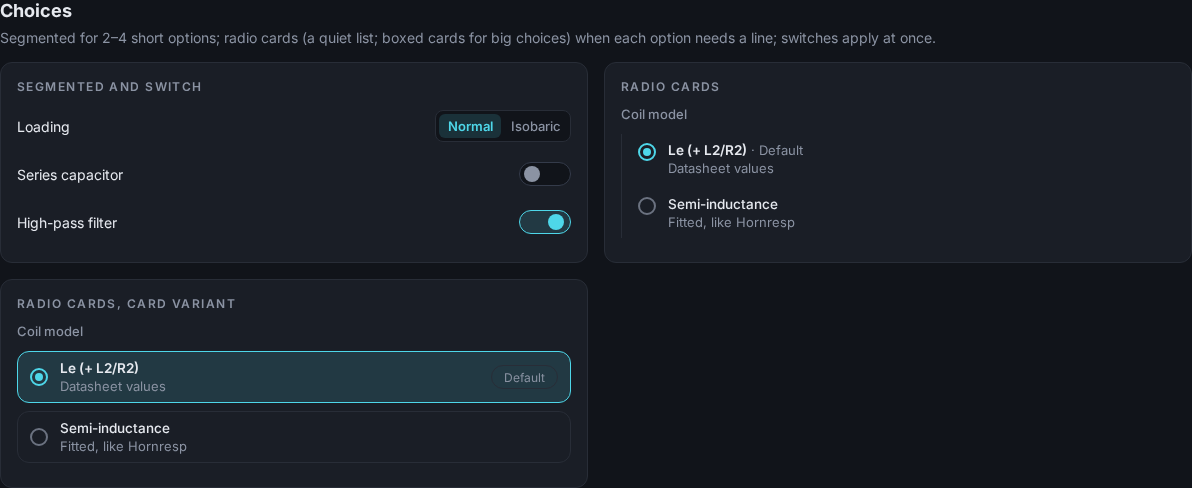 Choices
Segmented for 2–4 short options; radio cards (a quiet list; boxed cards for big choices) when each option needs a line; switches apply at once.
SEGMENTED AND SWITCH
Loading
Normal
Isobaric
Series capacitor
High-pass filter
RADIO CARDS
Coil model
Le (+ L2/R2) · Default
Datasheet values
Semi-inductance
Fitted, like Hornresp
RADIO CARDS, CARD VARIANT
Coil model
Le (+ L2/R2)
Datasheet values
Default
Semi-inductance
Fitted, like Hornresp